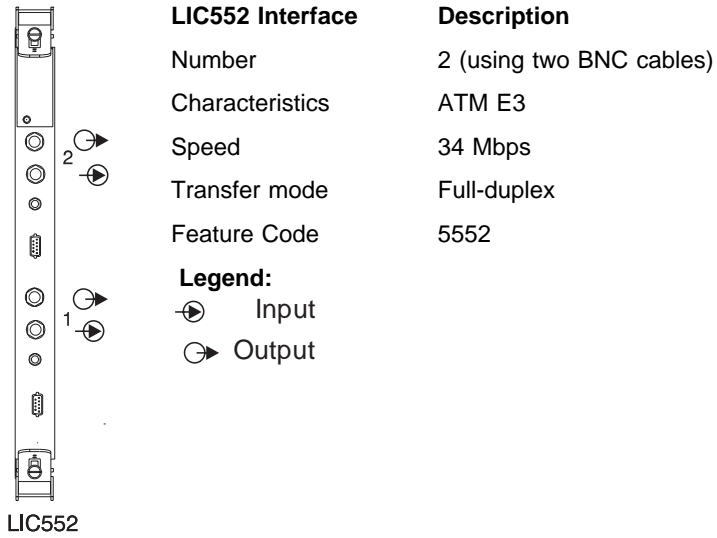 LIC552 Interface Description
Number 2 (using two BNC cables)
Characteristics ATM E3
Speed 34 Mbps
Transfer mode Full-duplex
Feature Code 5552
Legend:
Input
Output
2
1
LIC552